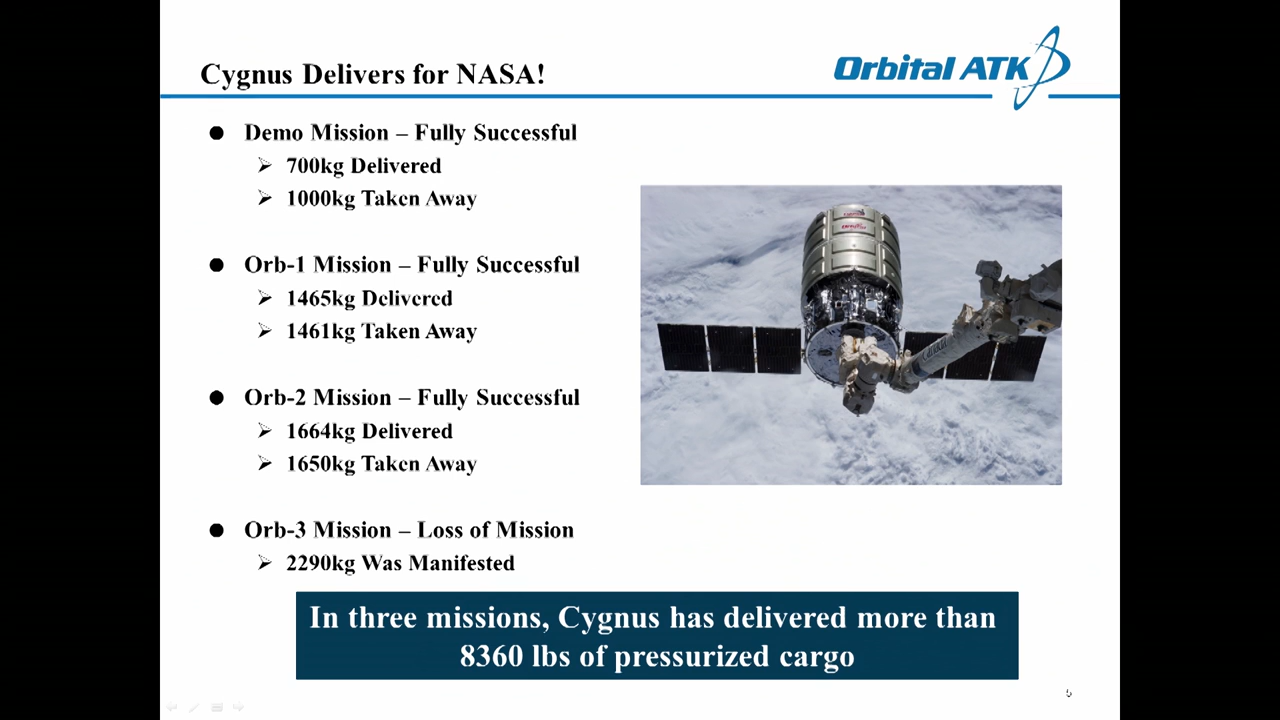 Cygnus Delivers for NASA!
Orbital ATK
● Demo Mission – Fully Successful
➢ 700kg Delivered
➢ 1000kg Taken Away
● Orb-1 Mission – Fully Successful
➢ 1465kg Delivered
➢ 1461kg Taken Away
● Orb-2 Mission – Fully Successful
➢ 1664kg Delivered
➢ 1650kg Taken Away
● Orb-3 Mission – Loss of Mission
➢ 2290kg Was Manifested
Canada
In three missions, Cygnus has delivered more than
8360 lbs of pressurized cargo